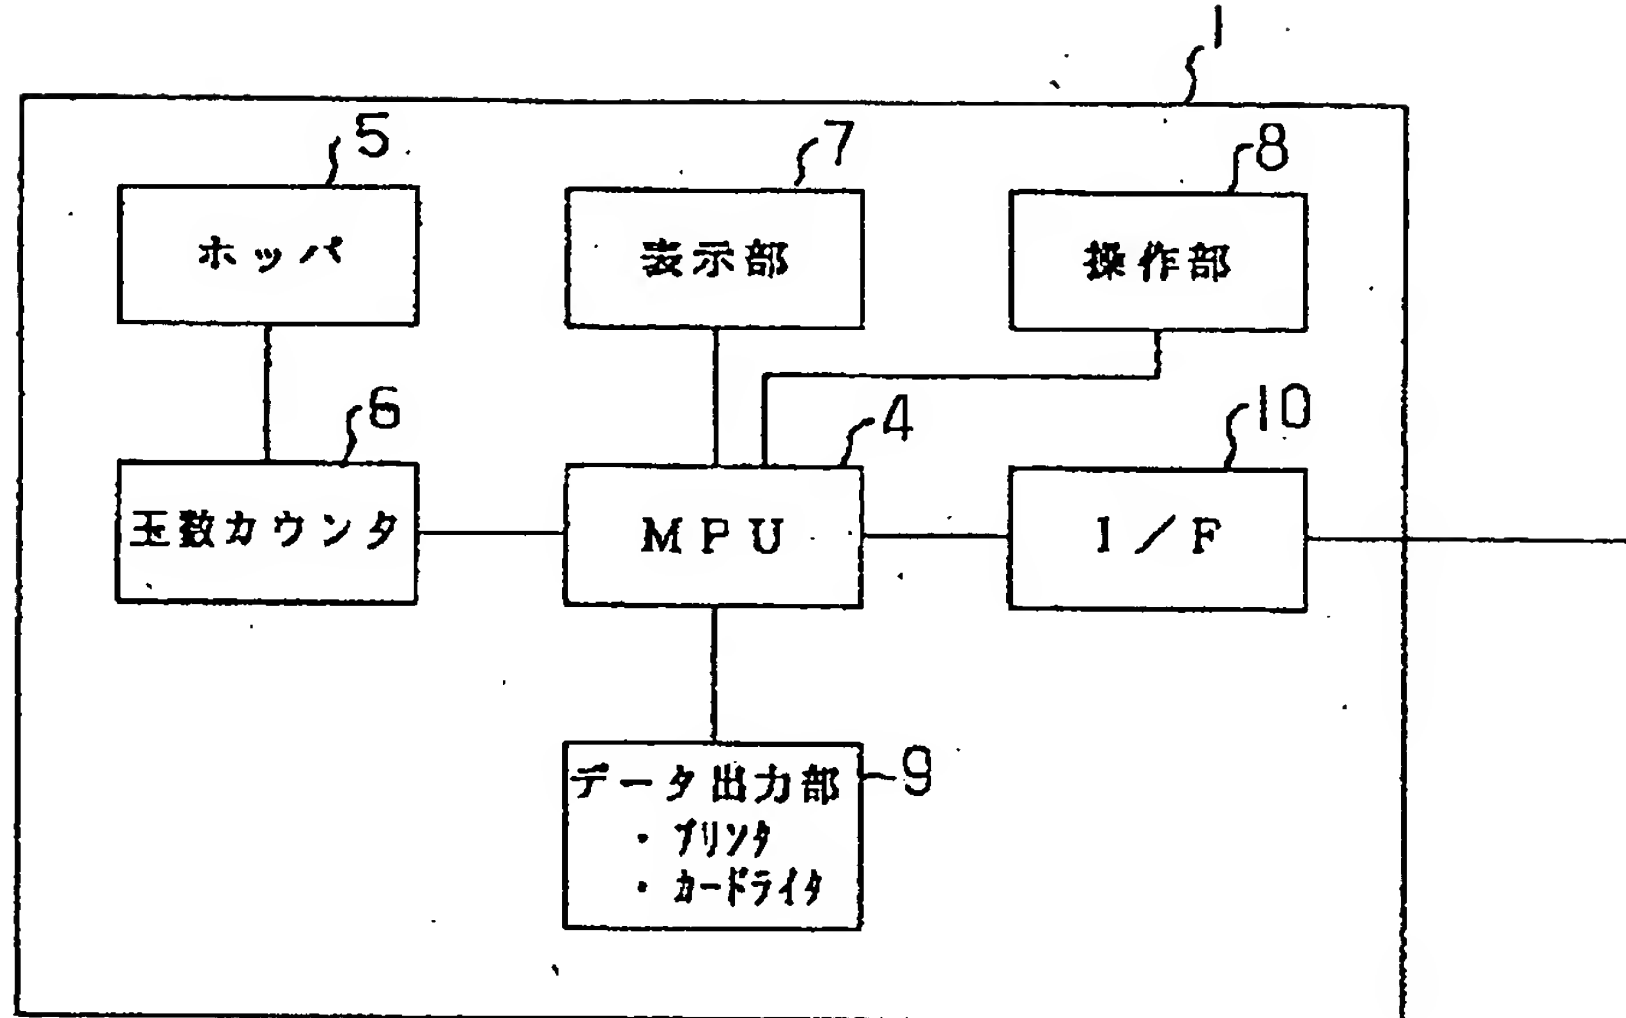 1
5
7
8
ホッパ
表示部
操作部
6
4
10
玉数カウンタ
MPU
I/F
データ出力部
9
・プリンタ
・カードライタ